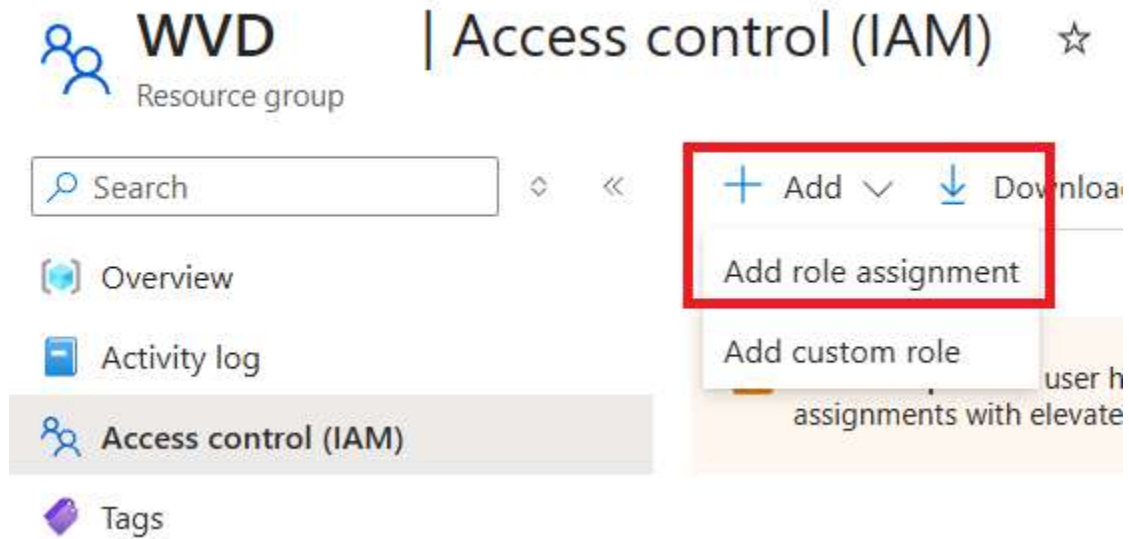 WVD | Access control (IAM)
Resource group
Search
Add
Add role assignment
Add custom role
Overview
Activity log
Access control (IAM)
Tags
user
assignments with